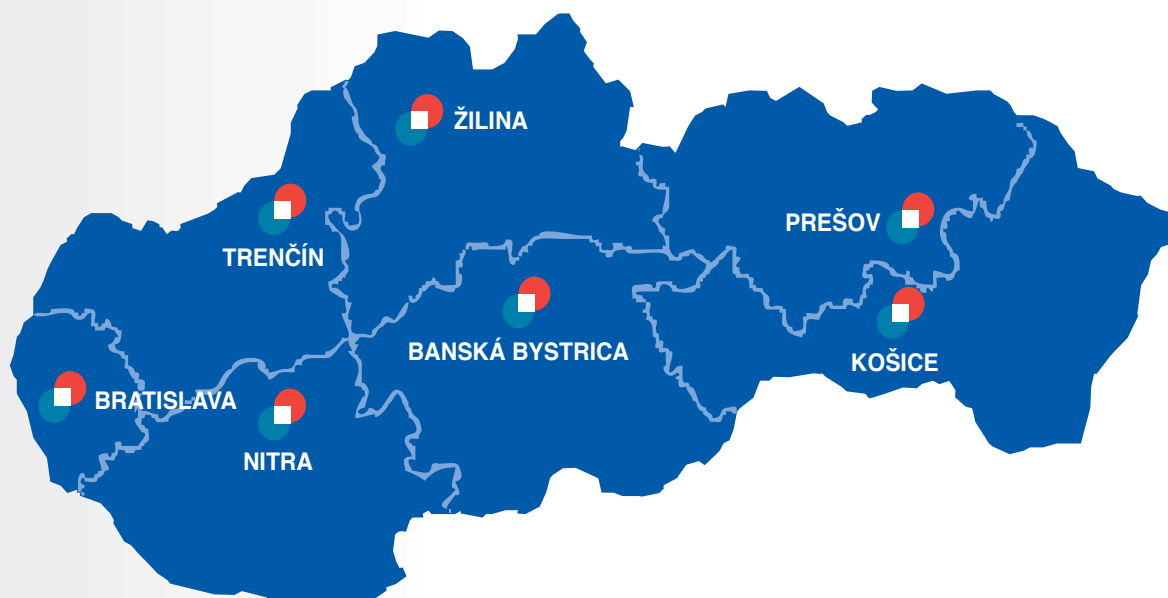 ŽILINA
PREŠOV
TRENČÍN
BANSKÁ BYSTRICA
KOŠICE
BRATISLAVA
NITRA